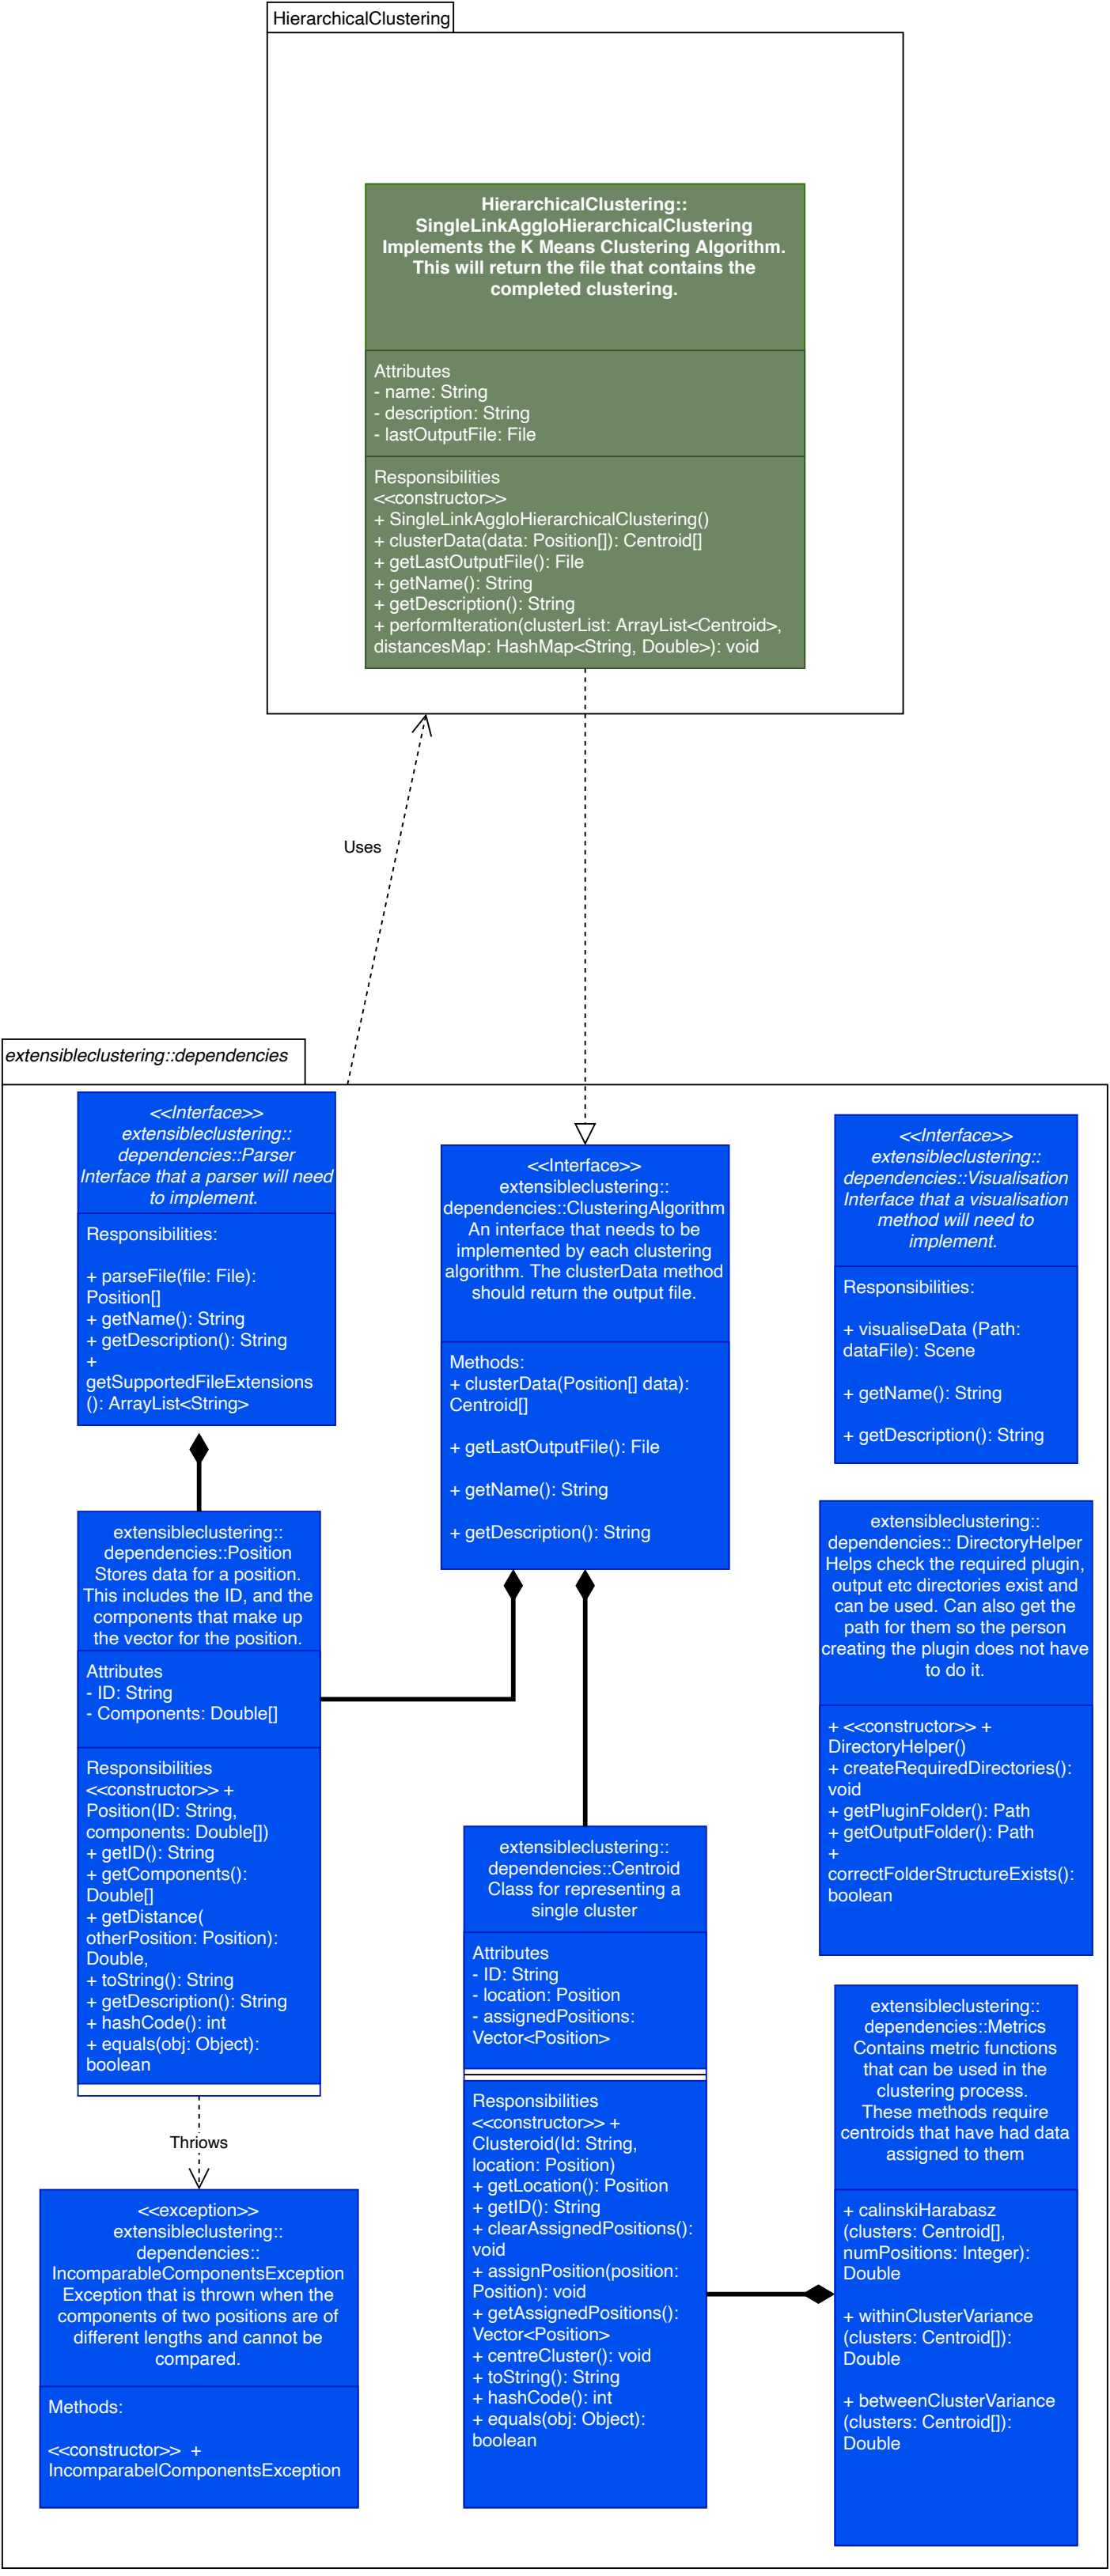 HierarchicalClustering
HierarchicalClustering::
SingleLinkAggloHierarchicalClustering
Implements the K Means Clustering Algorithm.
This will return the file that contains the
completed clustering.
Attributes
- name: String
- description: String
- lastOutputFile: File
Responsibilities
<<constructor>>
+ SingleLinkAggloHierarchicalClustering()
+ clusterData(data: Position[]): Centroid[]
+ getLastOutputFile(): File
+ getName(): String
+ getDescription(): String
+ performIteration(clusterList: ArrayList<Centroid>,
distancesMap: HashMap<String, Double>): void
Uses
extensibleclustering::dependencies
<<Interface>>
extensibleclustering::
dependencies::Parser
Interface that a parser will need
to implement.
Responsibilities:
+ parseFile(file: File):
Position[]
+ getName(): String
+ getDescription(): String
+
getSupportedFileExtensions
(): ArrayList<String>
<<Interface>>
extensibleclustering::
dependencies::ClusteringAlgorithm
An interface that needs to be
implemented by each clustering
algorithm. The clusterData method
should return the output file.
Methods:
+ clusterData(Position[] data):
Centroid[]
+ getLastOutputFile(): File
+ getName(): String
+ getDescription(): String
<<Interface>>
extensibleclustering::
dependencies::Visualisation
Interface that a visualisation
method will need to
implement.
Responsibilities:
+ visualiseData (Path:
dataFile): Scene
+ getName(): String
+ getDescription(): String
extensibleclustering::
dependencies::Position
Stores data for a position.
This includes the ID, and the
components that make up
the vector for the position.
Attributes
- ID: String
- Components: Double[]
Responsibilities
<<constructor>> +
Position(ID: String,
components: Double[])
+ getID(): String
+ getComponents():
Double[]
+ getDistance(
otherPosition: Position):
Double,
+ toString(): String
+ getDescription(): String
+ hashCode(): int
+ equals(obj: Object):
boolean
extensibleclustering::
dependencies:: DirectoryHelper
Helps check the required plugin,
output etc directories exist and
can be used. Can also get the
path for them so the person
creating the plugin does not have
to do it.
+ <<constructor>> +
DirectoryHelper()
+ createRequiredDirectories():
void
+ getPluginFolder(): Path
+ getOutputFolder(): Path
+
correctFolderStructureExists():
boolean
extensibleclustering::
dependencies::Centroid
Class for representing a
single cluster
Attributes
- ID: String
- location: Position
- assignedPositions:
Vector<Position>
Responsibilities
<<constructor>> +
Clusteroid(Id: String,
location: Position)
+ getLocation(): Position
+ getID(): String
+ clearAssignedPositions():
void
+ assignPosition(position:
Position): void
+ getAssignedPositions():
Vector<Position>
+ centreCluster(): void
+ toString(): String
+ hashCode(): int
+ equals(obj: Object):
boolean
extensibleclustering::
dependencies::Metrics
Contains metric functions
that can be used in the
clustering process.
These methods require
centroids that have had data
assigned to them
+ calinskiHarabasz
(clusters: Centroid[],
numPositions: Integer):
Double
+ withinClusterVariance
(clusters: Centroid[]):
Double
+ betweenClusterVariance
(clusters: Centroid[]):
Double
Thriows
<<exception>>
extensibleclustering::
dependencies::
IncomparableComponentsException
Exception that is thrown when the
components of two positions are of
different lengths and cannot be
compared.
Methods:
<<constructor>> +
IncomparabelComponentsException